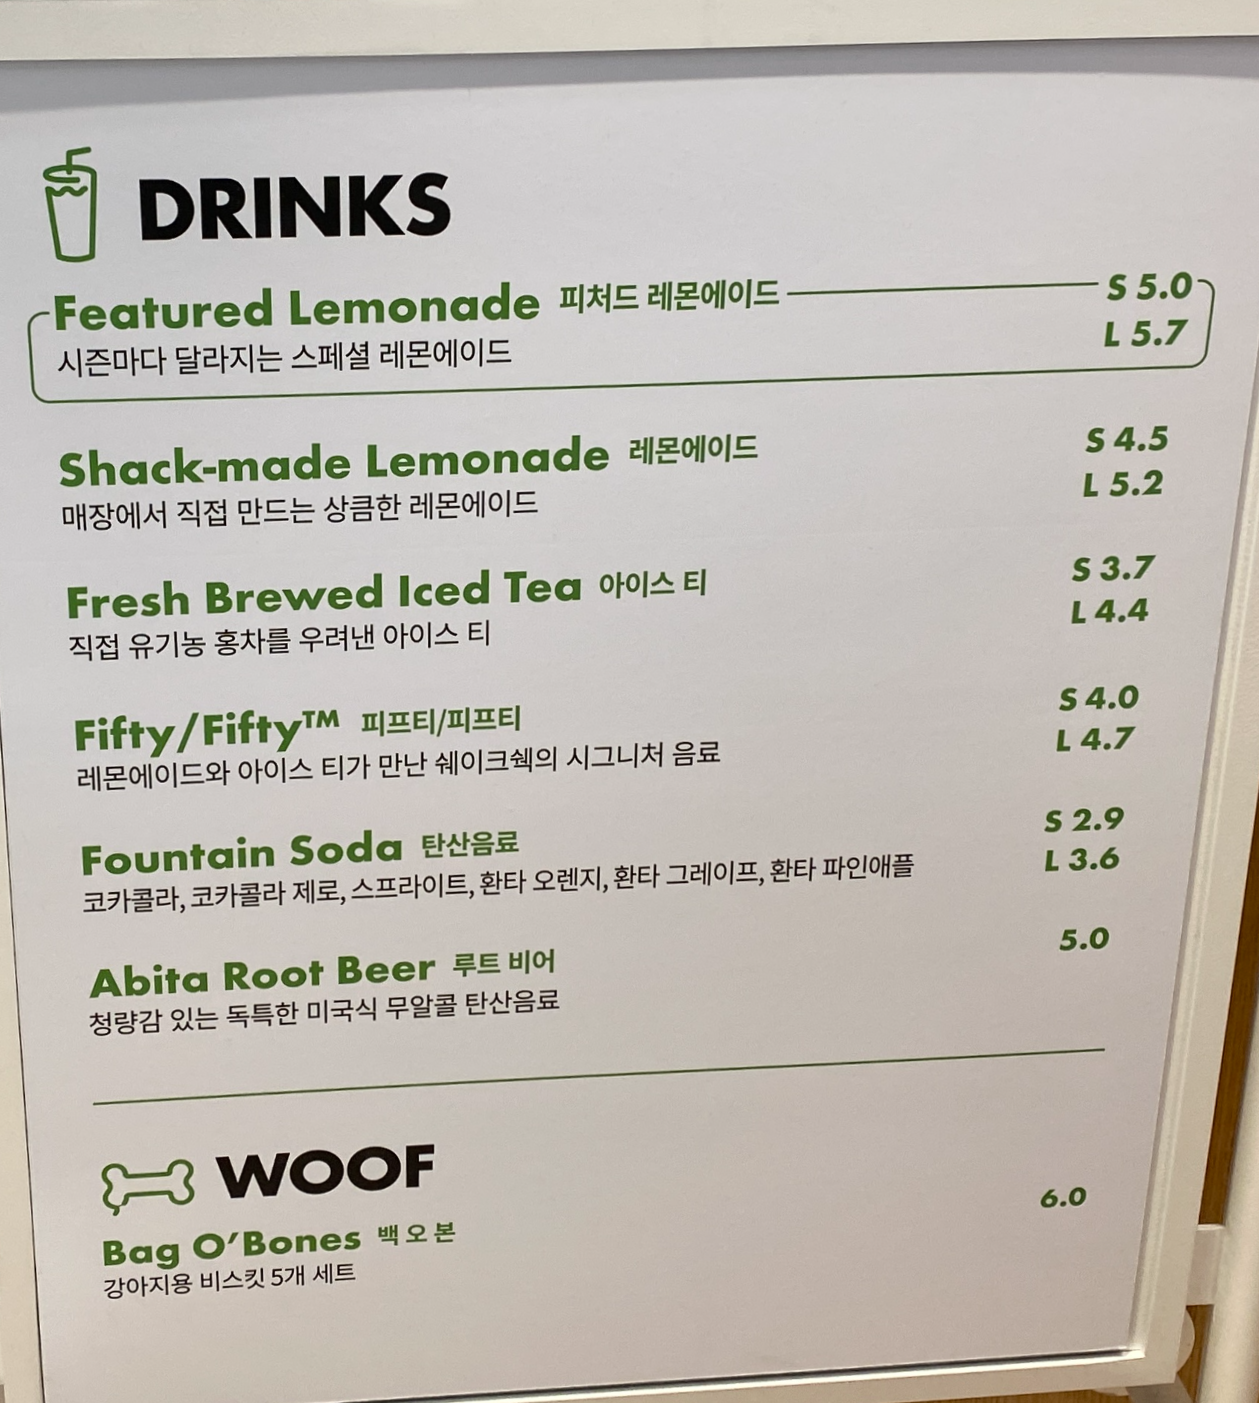 DRINKS
Featured Lemonade 피처드 레몬에이드 S 5.0
시즌마다 달라지는 스페셜 레몬에이드 L 5.7
Shack-made Lemonade 레몬에이드 S 4.5
매장에서 직접 만드는 상큼한 레몬에이드 L 5.2
Fresh Brewed Iced Tea 아이스 티 S 3.7
직접 유기농 홍차를 우려낸 아이스 티 L 4.4
Fifty/Fifty™ 피프티/피프티 S 4.0
레몬에이드와 아이스 티가 만난 쉐이크쉑의 시그니처 음료 L 4.7
Fountain Soda 탄산음료 S 2.9
코카콜라, 코카콜라 제로, 스프라이트, 환타 오렌지, 환타 그레이프, 환타 파인애플 L 3.6
Abita Root Beer 루트 비어 5.0
청량감 있는 독특한 미국식 무알콜 탄산음료
WOOF
Bag O'Bones 백 오 본 6.0
강아지용 비스킷 5개 세트